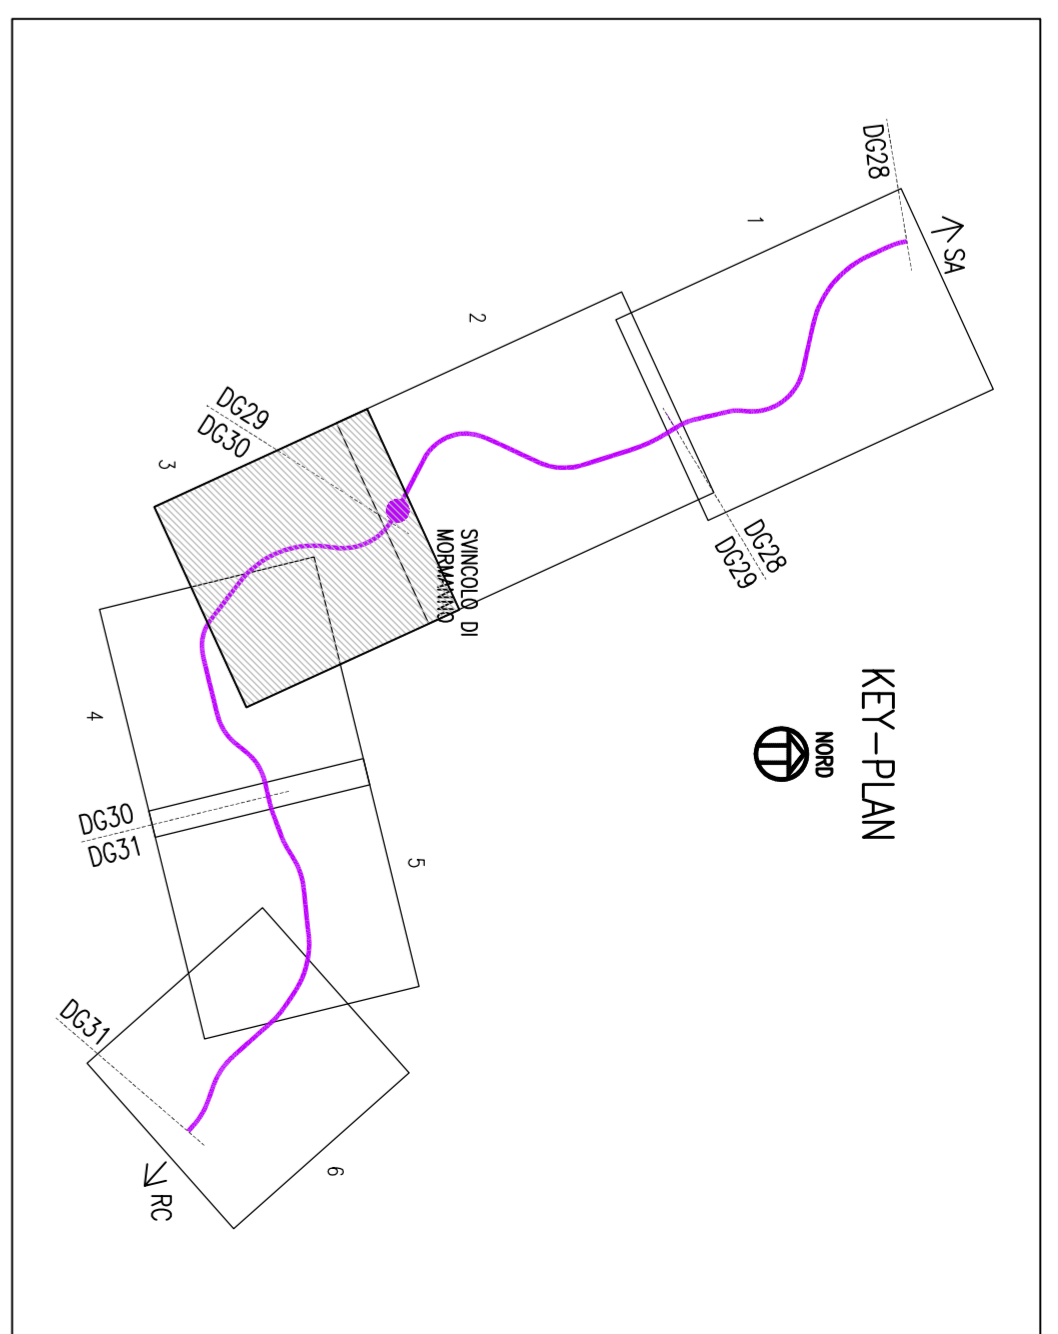 KEY-PLAN
NORD
SA
DG28
1
DG28
DG29
2
SVINCOLO DI
MORMANNO
DG29
DG30
3
4
DG30
DG31
5
DG31
6
RC